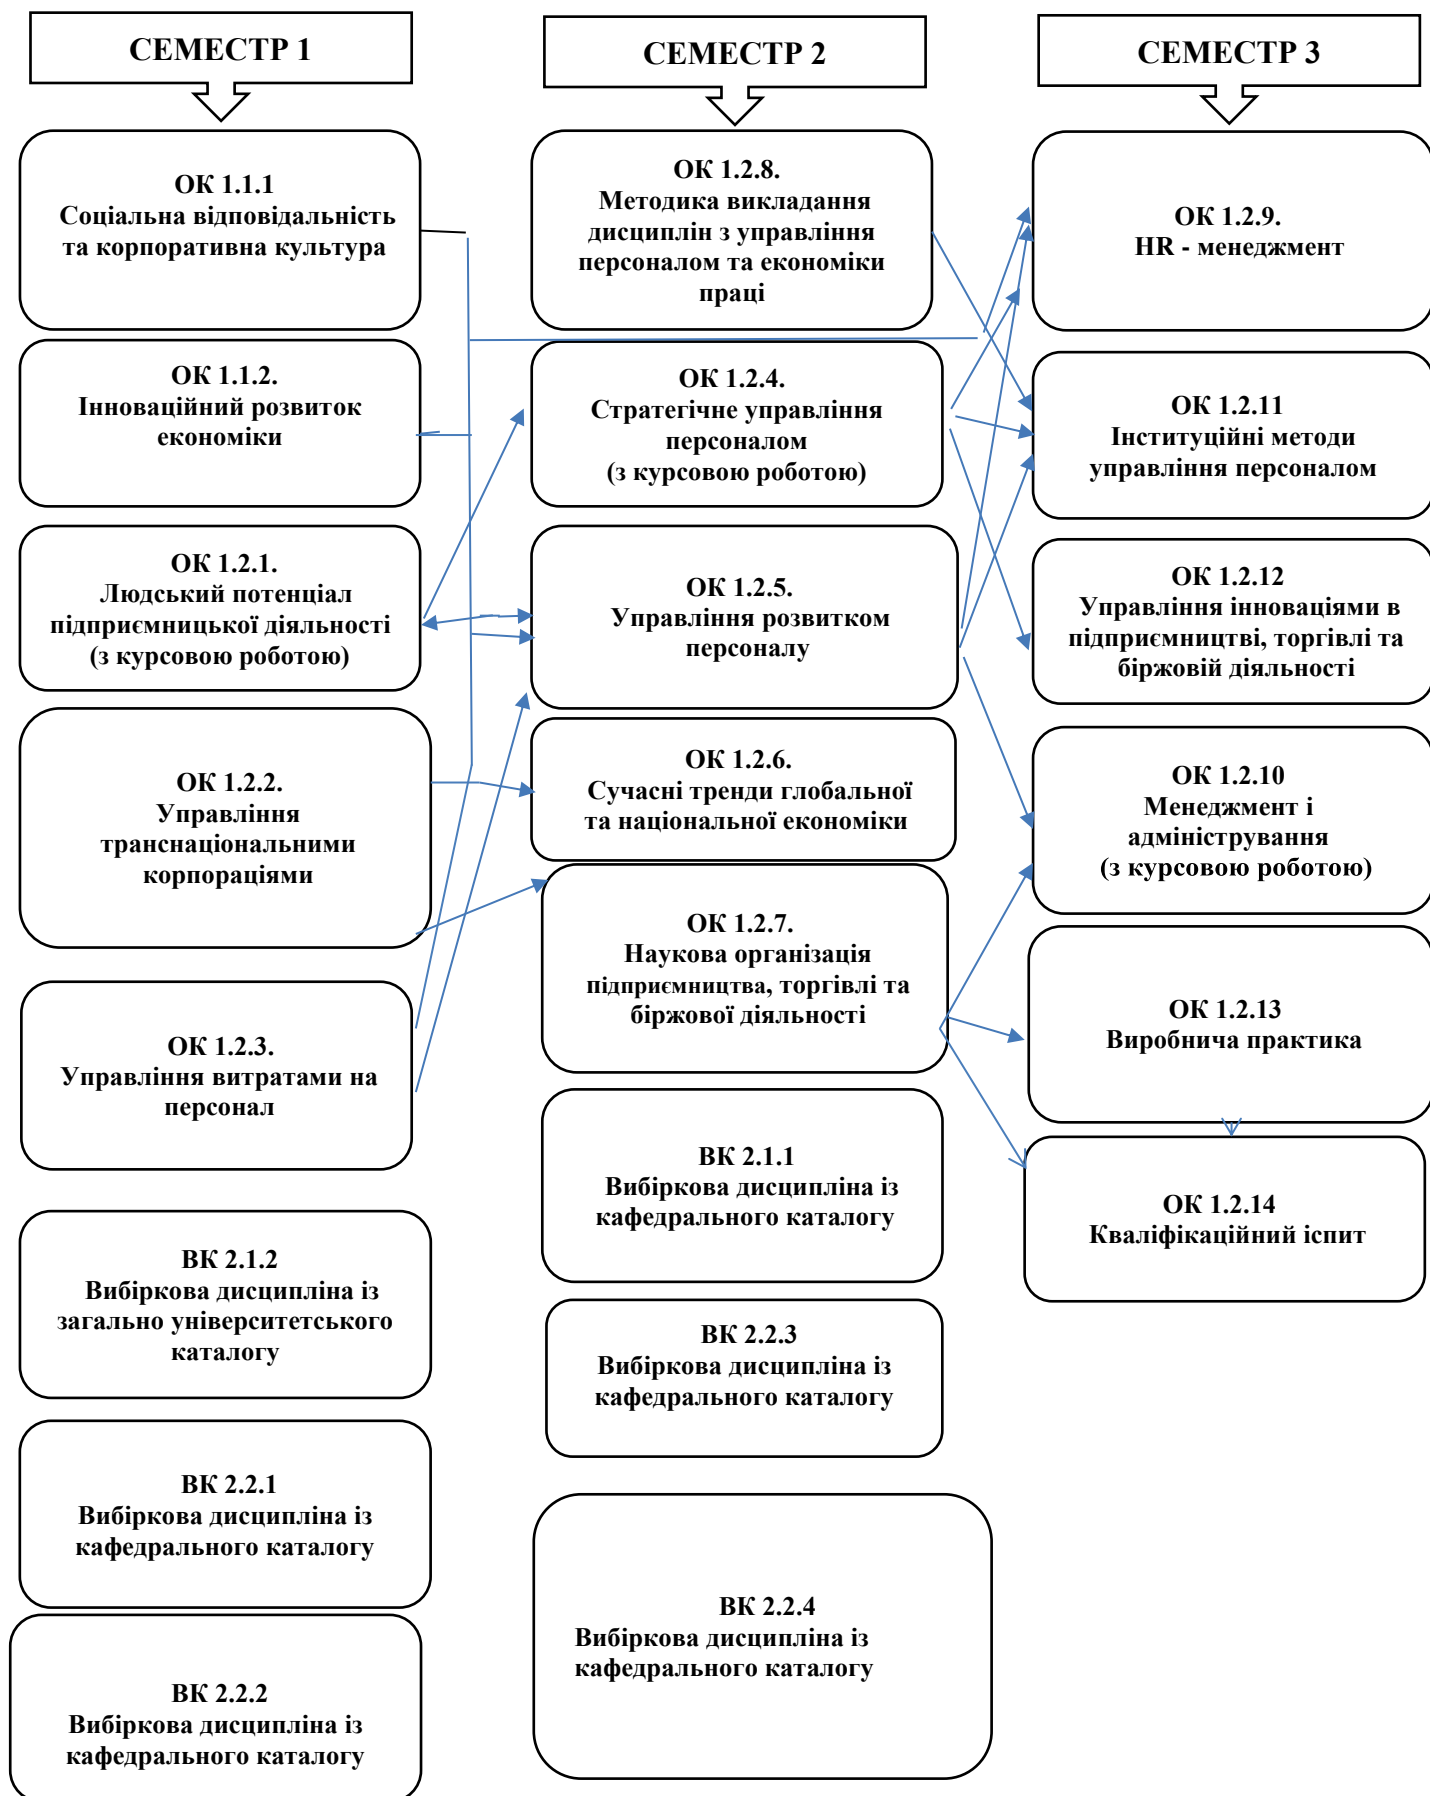 СЕМЕСТР 1
ОК 1.1.1
Соціальна відповідальність
та корпоративна культура
ОК 1.1.2.
Інноваційний розвиток
економіки
ОК 1.2.1.
Людський потенціал
підприємницької діяльності
(з курсовою роботою)
ОК 1.2.2.
Управління
транснаціональними
корпораціями
ОК 1.2.3.
Управління витратами на
персонал
ВК 2.1.2
Вибіркова дисципліна із
загально університетського
каталогу
ВК 2.2.1
Вибіркова дисципліна із
кафедрального каталогу
ВК 2.2.2
Вибіркова дисципліна із
кафедрального каталогу
СЕМЕСТР 2
ОК 1.2.8.
Методика викладання
дисциплін з управління
персоналом та економіки
праці
ОК 1.2.4.
Стратегічне управління
персоналом
(з курсовою роботою)
ОК 1.2.5.
Управління розвитком
персоналу
ОК 1.2.6.
Сучасні тренди глобальної
та національної економіки
ОК 1.2.7.
Наукова організація
підприємництва, торгівлі та
біржової діяльності
ВК 2.1.1
Вибіркова дисципліна із
кафедрального каталогу
ВК 2.2.3
Вибіркова дисципліна із
кафедрального каталогу
ВК 2.2.4
Вибіркова дисципліна із
кафедрального каталогу
СЕМЕСТР 3
ОК 1.2.9.
HR - менеджмент
ОК 1.2.11
Інституційні методи
управління персоналом
ОК 1.2.12
Управління інноваціями в
підприємництві, торгівлі та
біржовій діяльності
ОК 1.2.10
Менеджмент і
адміністрування
(з курсовою роботою)
ОК 1.2.13
Виробнича практика
ОК 1.2.14
Кваліфікаційний іспит